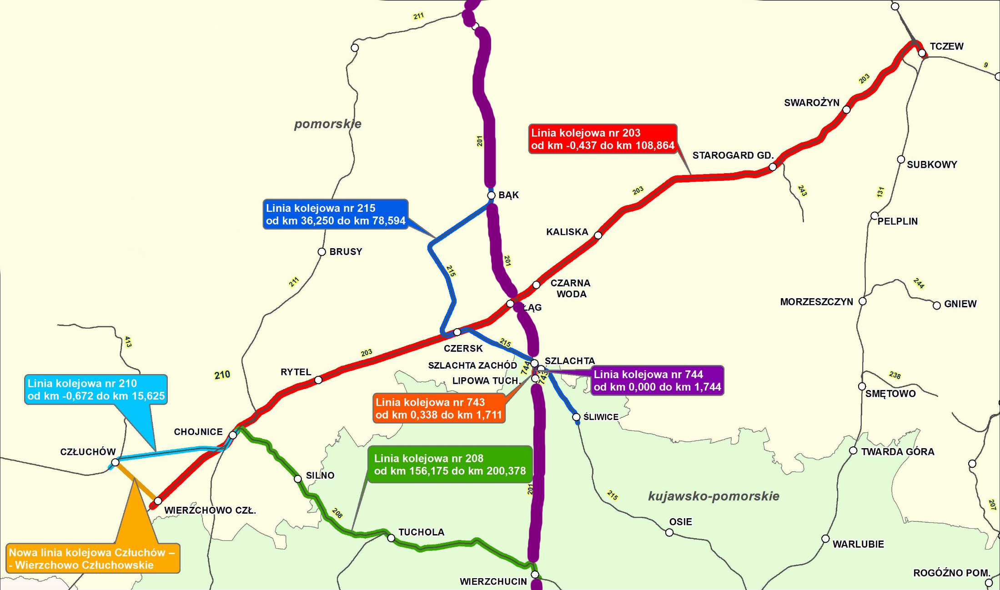 211
TCZEW
9
203
SWAROŻYN
pomorskie
Linia kolejowa nr 203
od km -0,437 do km 108,864
201
STAROGARD GD.
SUBKOWY
203
243
131
BĄK
Linia kolejowa nr 215
od km 36,250 do km 78,594
PELPLIN
KALISKA
BRUSY
201
215
211
CZARNA
WODA
244
MORZESZCZYN
GNIEW
ŁĄG
413
215
CZERSK
203
SZLACHTA
SZLACHTA ZACHÓD
744
743
RYTEL
210
LIPOWA TUCH.
Linia kolejowa nr 744
od km 0,000 do km 1,744
238
SMĘTOWO
Linia kolejowa nr 210
od km -0,672 do km 15,625
Linia kolejowa nr 743
od km 0,338 do km 1,711
ŚLIWICE
CHOJNICE
CZŁUCHÓW
TWARDA GÓRA
Linia kolejowa nr 208
od km 156,175 do km 200,378
SILNO
201
215
kujawsko-pomorskie
207
WIERZCHOWO CZŁ.
208
OSIE
TUCHOLA
WARLUBIE
Nowa linia kolejowa Człuchów –
- Wierzchowo Człuchowskie
ROGÓŹNO POM.
WIERZCHUCIN